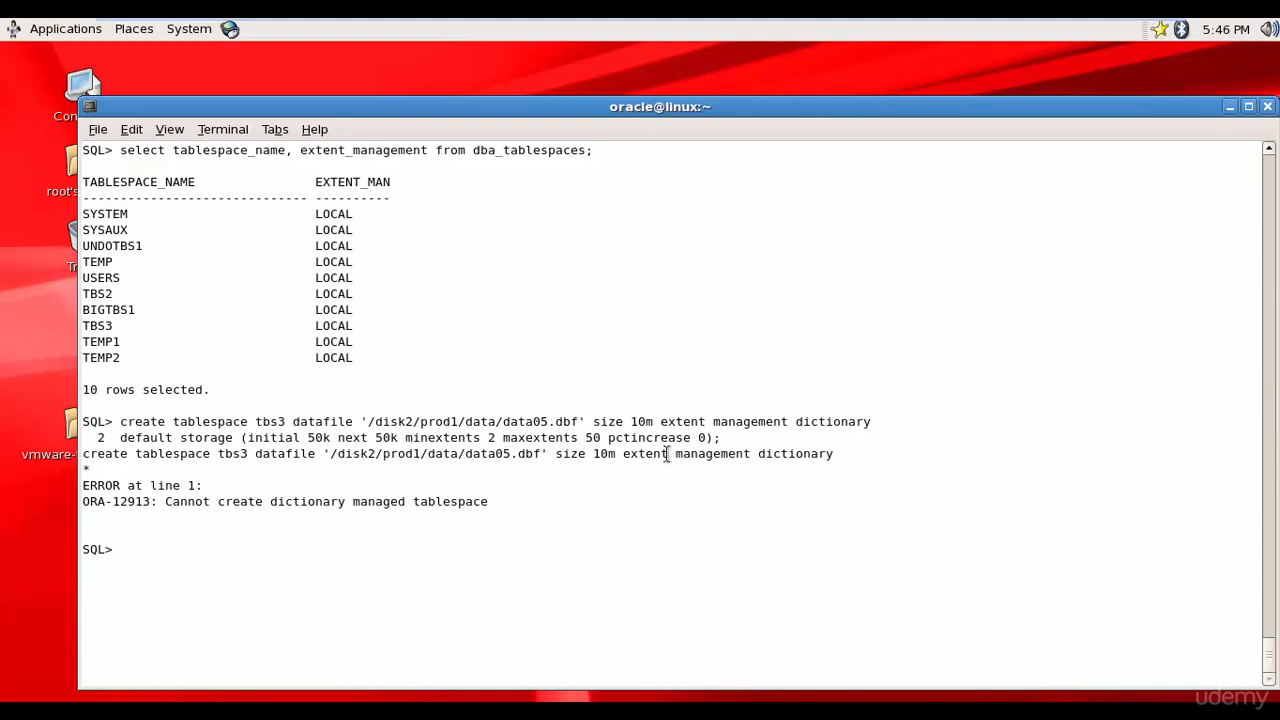 Applications Places System
5:46 PM
Con
root's
Tr
vmware-
oracle@linux:~
File Edit View Terminal Tabs Help
SQL> select tablespace_name, extent_management from dba_tablespaces;
TABLESPACE_NAME EXTENT_MAN
------------------------------ ----------
SYSTEM LOCAL
SYSAUX LOCAL
UNDOTBS1 LOCAL
TEMP LOCAL
USERS LOCAL
TBS2 LOCAL
BIGTBS1 LOCAL
TBS3 LOCAL
TEMP1 LOCAL
TEMP2 LOCAL
10 rows selected.
SQL> create tablespace tbs3 datafile '/disk2/prod1/data/data05.dbf' size 10m extent management dictionary
2 default storage (initial 50k next 50k minextents 2 maxextents 50 pctincrease 0);
create tablespace tbs3 datafile '/disk2/prod1/data/data05.dbf' size 10m extent management dictionary
*
ERROR at line 1:
ORA-12913: Cannot create dictionary managed tablespace
SQL>
udemy